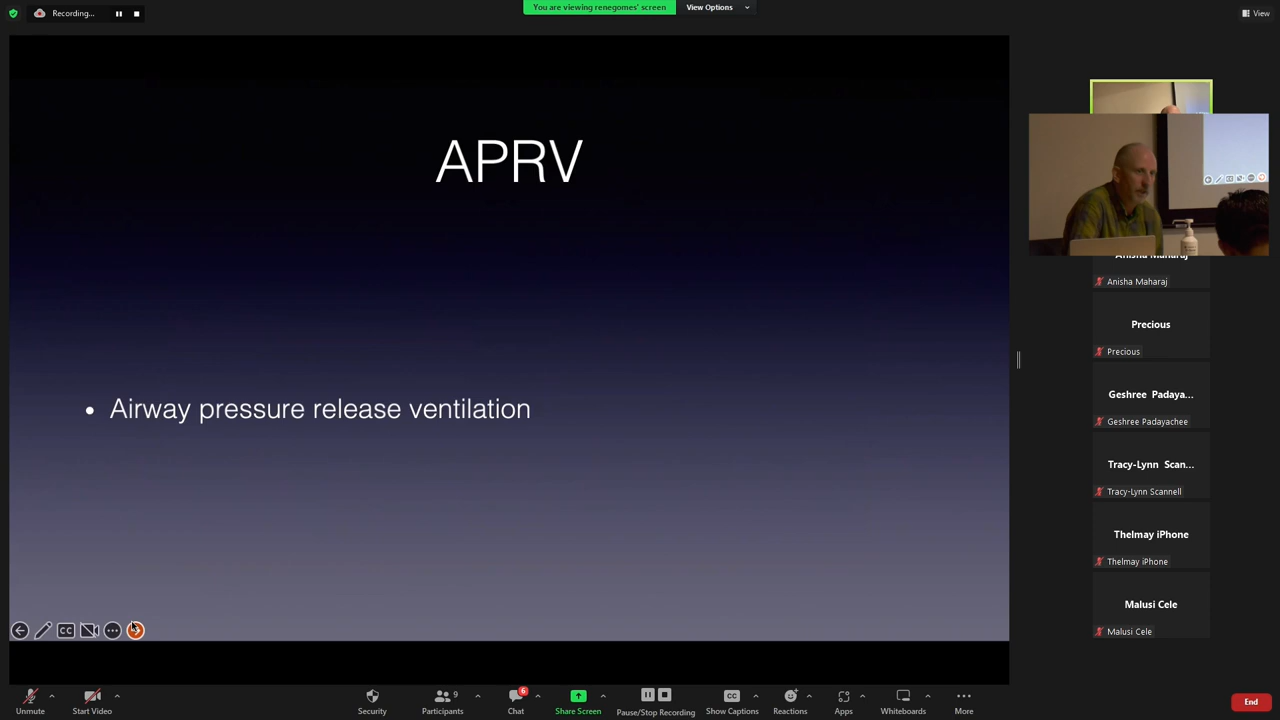 Recording...
You are viewing renegomes' screen
View Options
View
APRV
• Airway pressure release ventilation
CC
Anisha Maharaj
Precious
Precious
Geshree Padaya...
Geshree Padayachee
Tracy-Lynn Scan...
Tracy-Lynn Scannell
Thelmay iPhone
Thelmay iPhone
Malusi Cele
Malusi Cele
Unmute
Start Video
Security
9
Participants
6
Chat
Share Screen
Pause/Stop Recording
CC
Show Captions
Reactions
Apps
Whiteboards
More
End